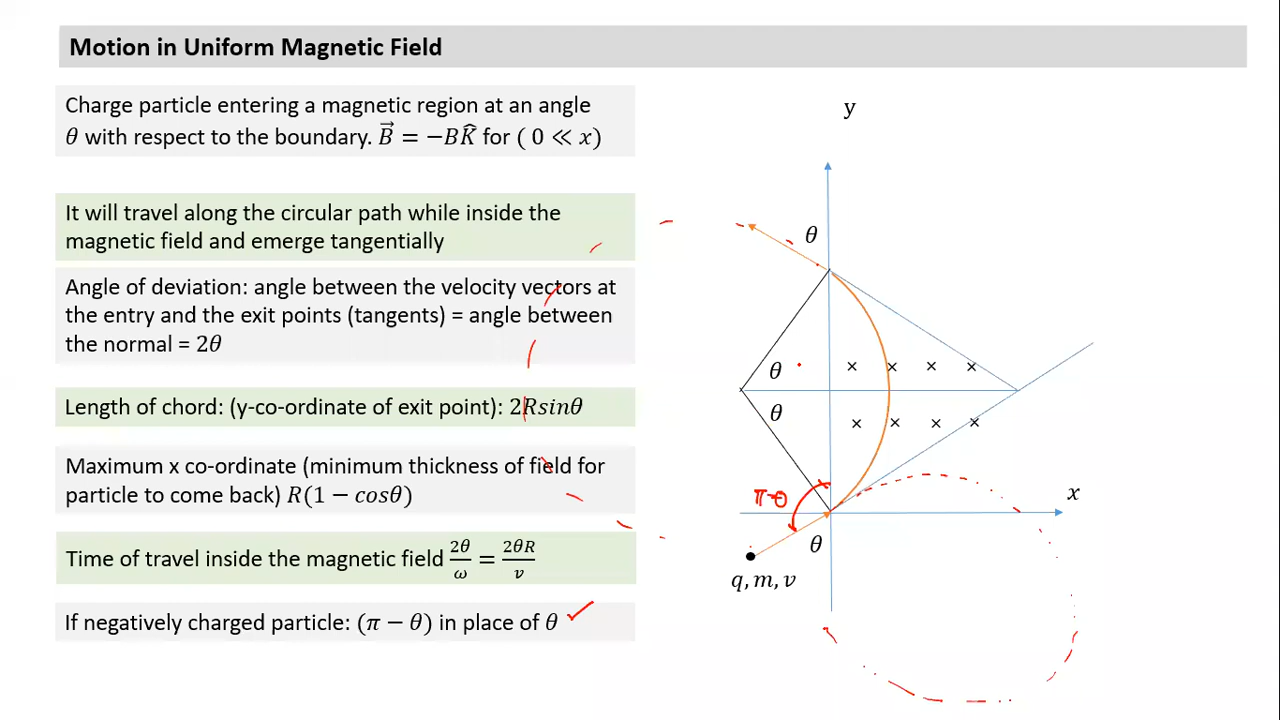 Motion in Uniform Magnetic Field
Charge particle entering a magnetic region at an angle
θ with respect to the boundary. B⃗ = −BK̂ for ( 0 ≪ x)
It will travel along the circular path while inside the
magnetic field and emerge tangentially
Angle of deviation: angle between the velocity vectors at
the entry and the exit points (tangents) = angle between
the normal = 2θ
Length of chord: (y-co-ordinate of exit point): 2Rsinθ
Maximum x co-ordinate (minimum thickness of field for
particle to come back) R(1 − cosθ)
Time of travel inside the magnetic field 2θ/ω = 2θR/v
If negatively charged particle: (π − θ) in place of θ
y
θ
θ
× × × ×
θ
× × × ×
π-θ
x
θ
q, m, v